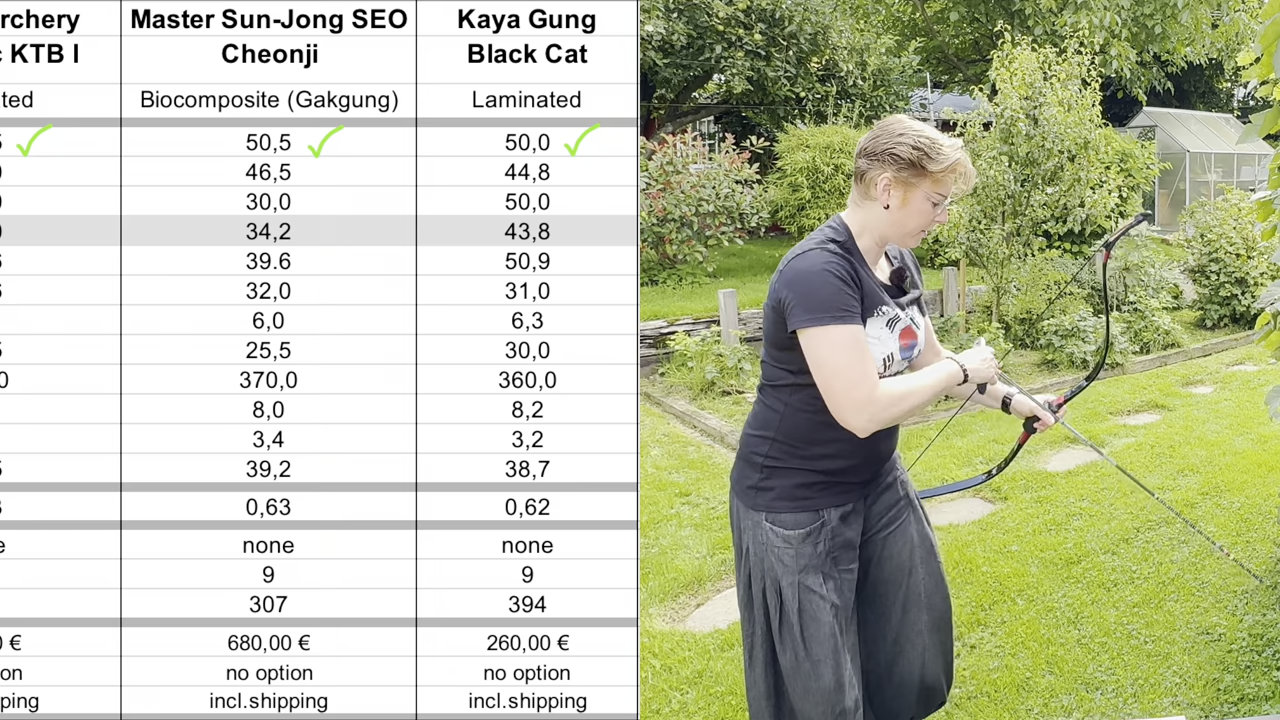 rchery Master Sun-Jong SEO Kaya Gung
KTB I Cheonji Black Cat
ted Biocomposite (Gakgung) Laminated
50,5 50,0
46,5 44,8
30,0 50,0
34,2 43,8
39.6 50,9
32,0 31,0
6,0 6,3
25,5 30,0
0 370,0 360,0
8,0 8,2
3,4 3,2
39,2 38,7
0,63 0,62
e none none
9 9
307 394
€ 680,00 € 260,00 €
on no option no option
ping incl.shipping incl.shipping